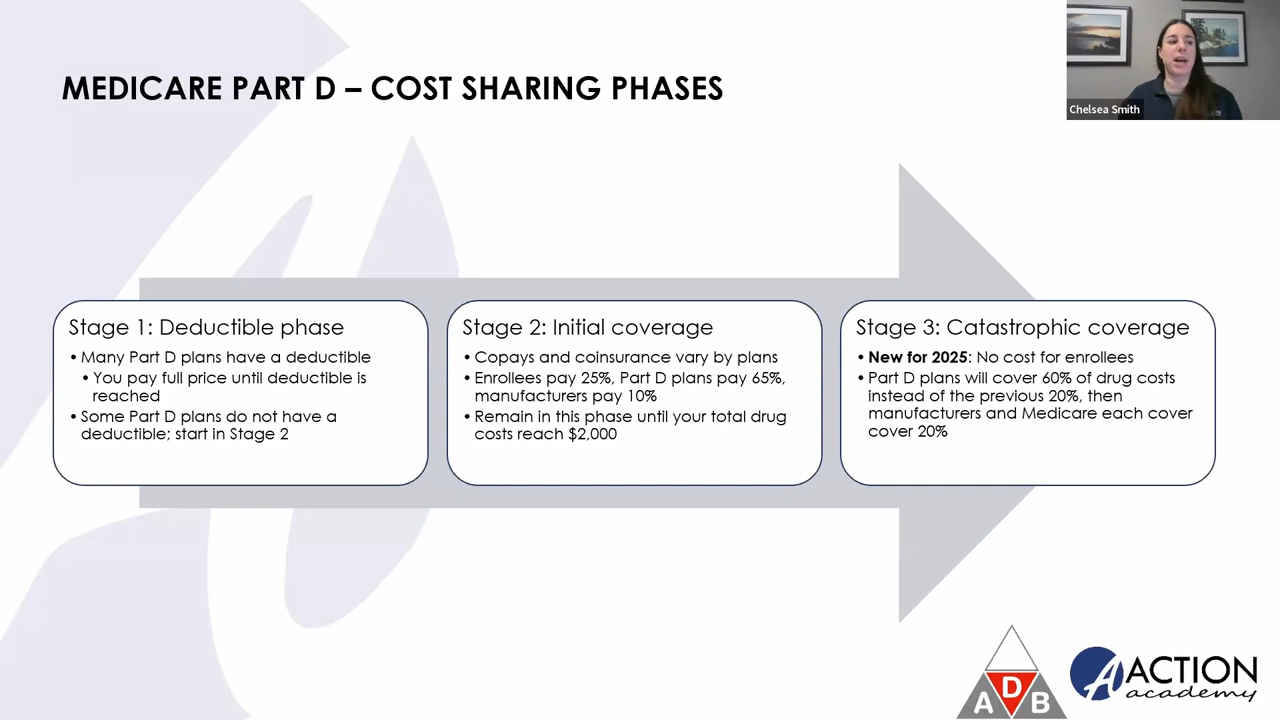 MEDICARE PART D – COST SHARING PHASES
Chelsea Smith
Stage 1: Deductible phase
• Many Part D plans have a deductible
• You pay full price until deductible is
reached
• Some Part D plans do not have a
deductible; start in Stage 2
Stage 2: Initial coverage
• Copays and coinsurance vary by plans
• Enrollees pay 25%, Part D plans pay 65%,
manufacturers pay 10%
• Remain in this phase until your total drug
costs reach $2,000
Stage 3: Catastrophic coverage
• New for 2025: No cost for enrollees
• Part D plans will cover 60% of drug costs
instead of the previous 20%, then
manufacturers and Medicare each cover
cover 20%
A D B
A ACTION
academy